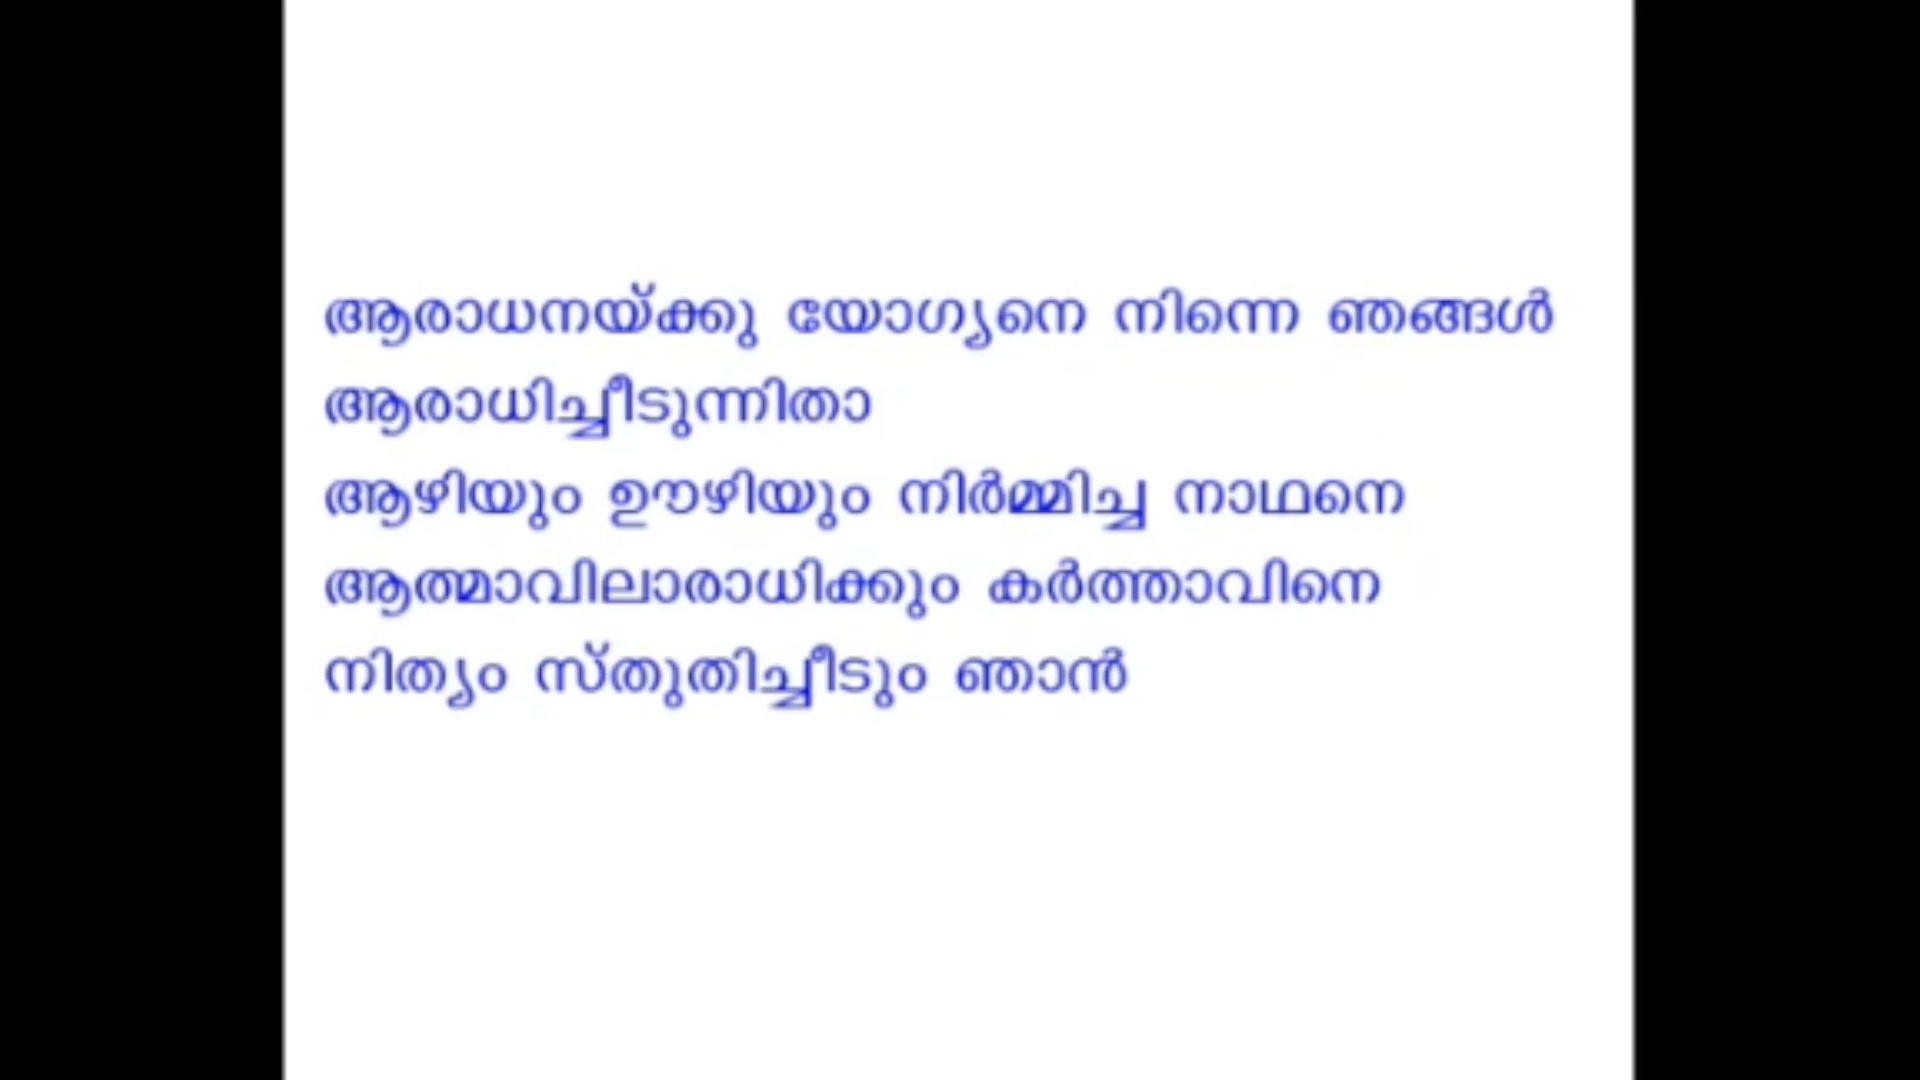 ആരാധനയ്ക്കു യോഗ്യനെ നിന്നെ ഞങ്ങൾ
ആരാധിച്ചീടുന്നിതാ
ആഴിയും ഊഴിയും നിർമ്മിച്ച നാഥനെ
ആത്മാവിലാരാധിക്കും കർത്താവിനെ
നിത്യം സ്തുതിച്ചീടും ഞാൻ